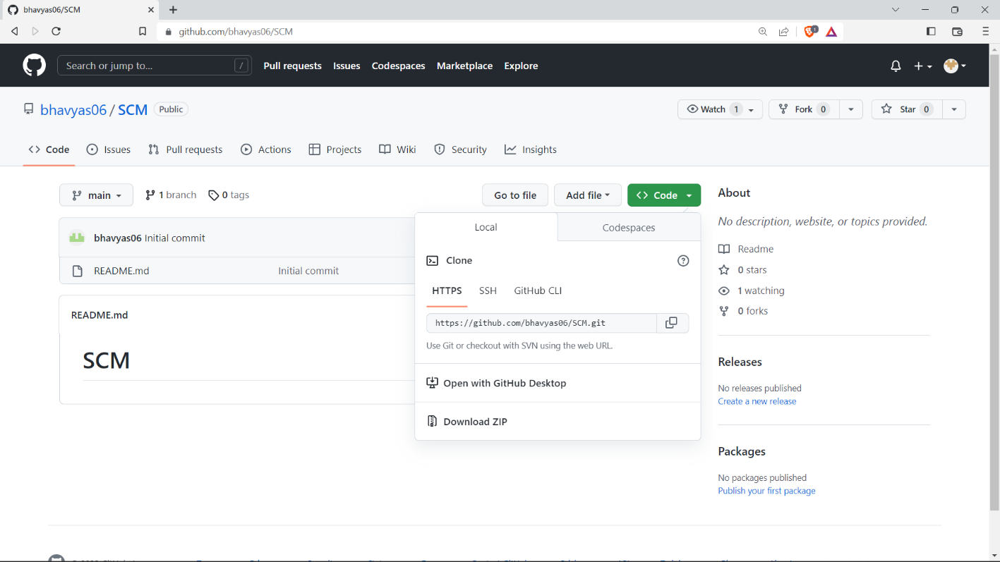 bhavyas06/SCM
github.com/bhavyas06/SCM
1
Search or jump to... /
Pull requests Issues Codespaces Marketplace Explore
bhavyas06 / SCM Public
Watch 1 Fork 0 Star 0
Code Issues Pull requests Actions Projects Wiki Security Insights
main 1 branch 0 tags Go to file Add file Code
Local Codespaces
bhavyas06 Initial commit
README.md Initial commit
Clone
HTTPS SSH GitHub CLI
https://github.com/bhavyas06/SCM.git
Use Git or checkout with SVN using the web URL.
Open with GitHub Desktop
Download ZIP
README.md
SCM
About
No description, website, or topics provided.
Readme
0 stars
1 watching
0 forks
Releases
No releases published
Create a new release
Packages
No packages published
Publish your first package